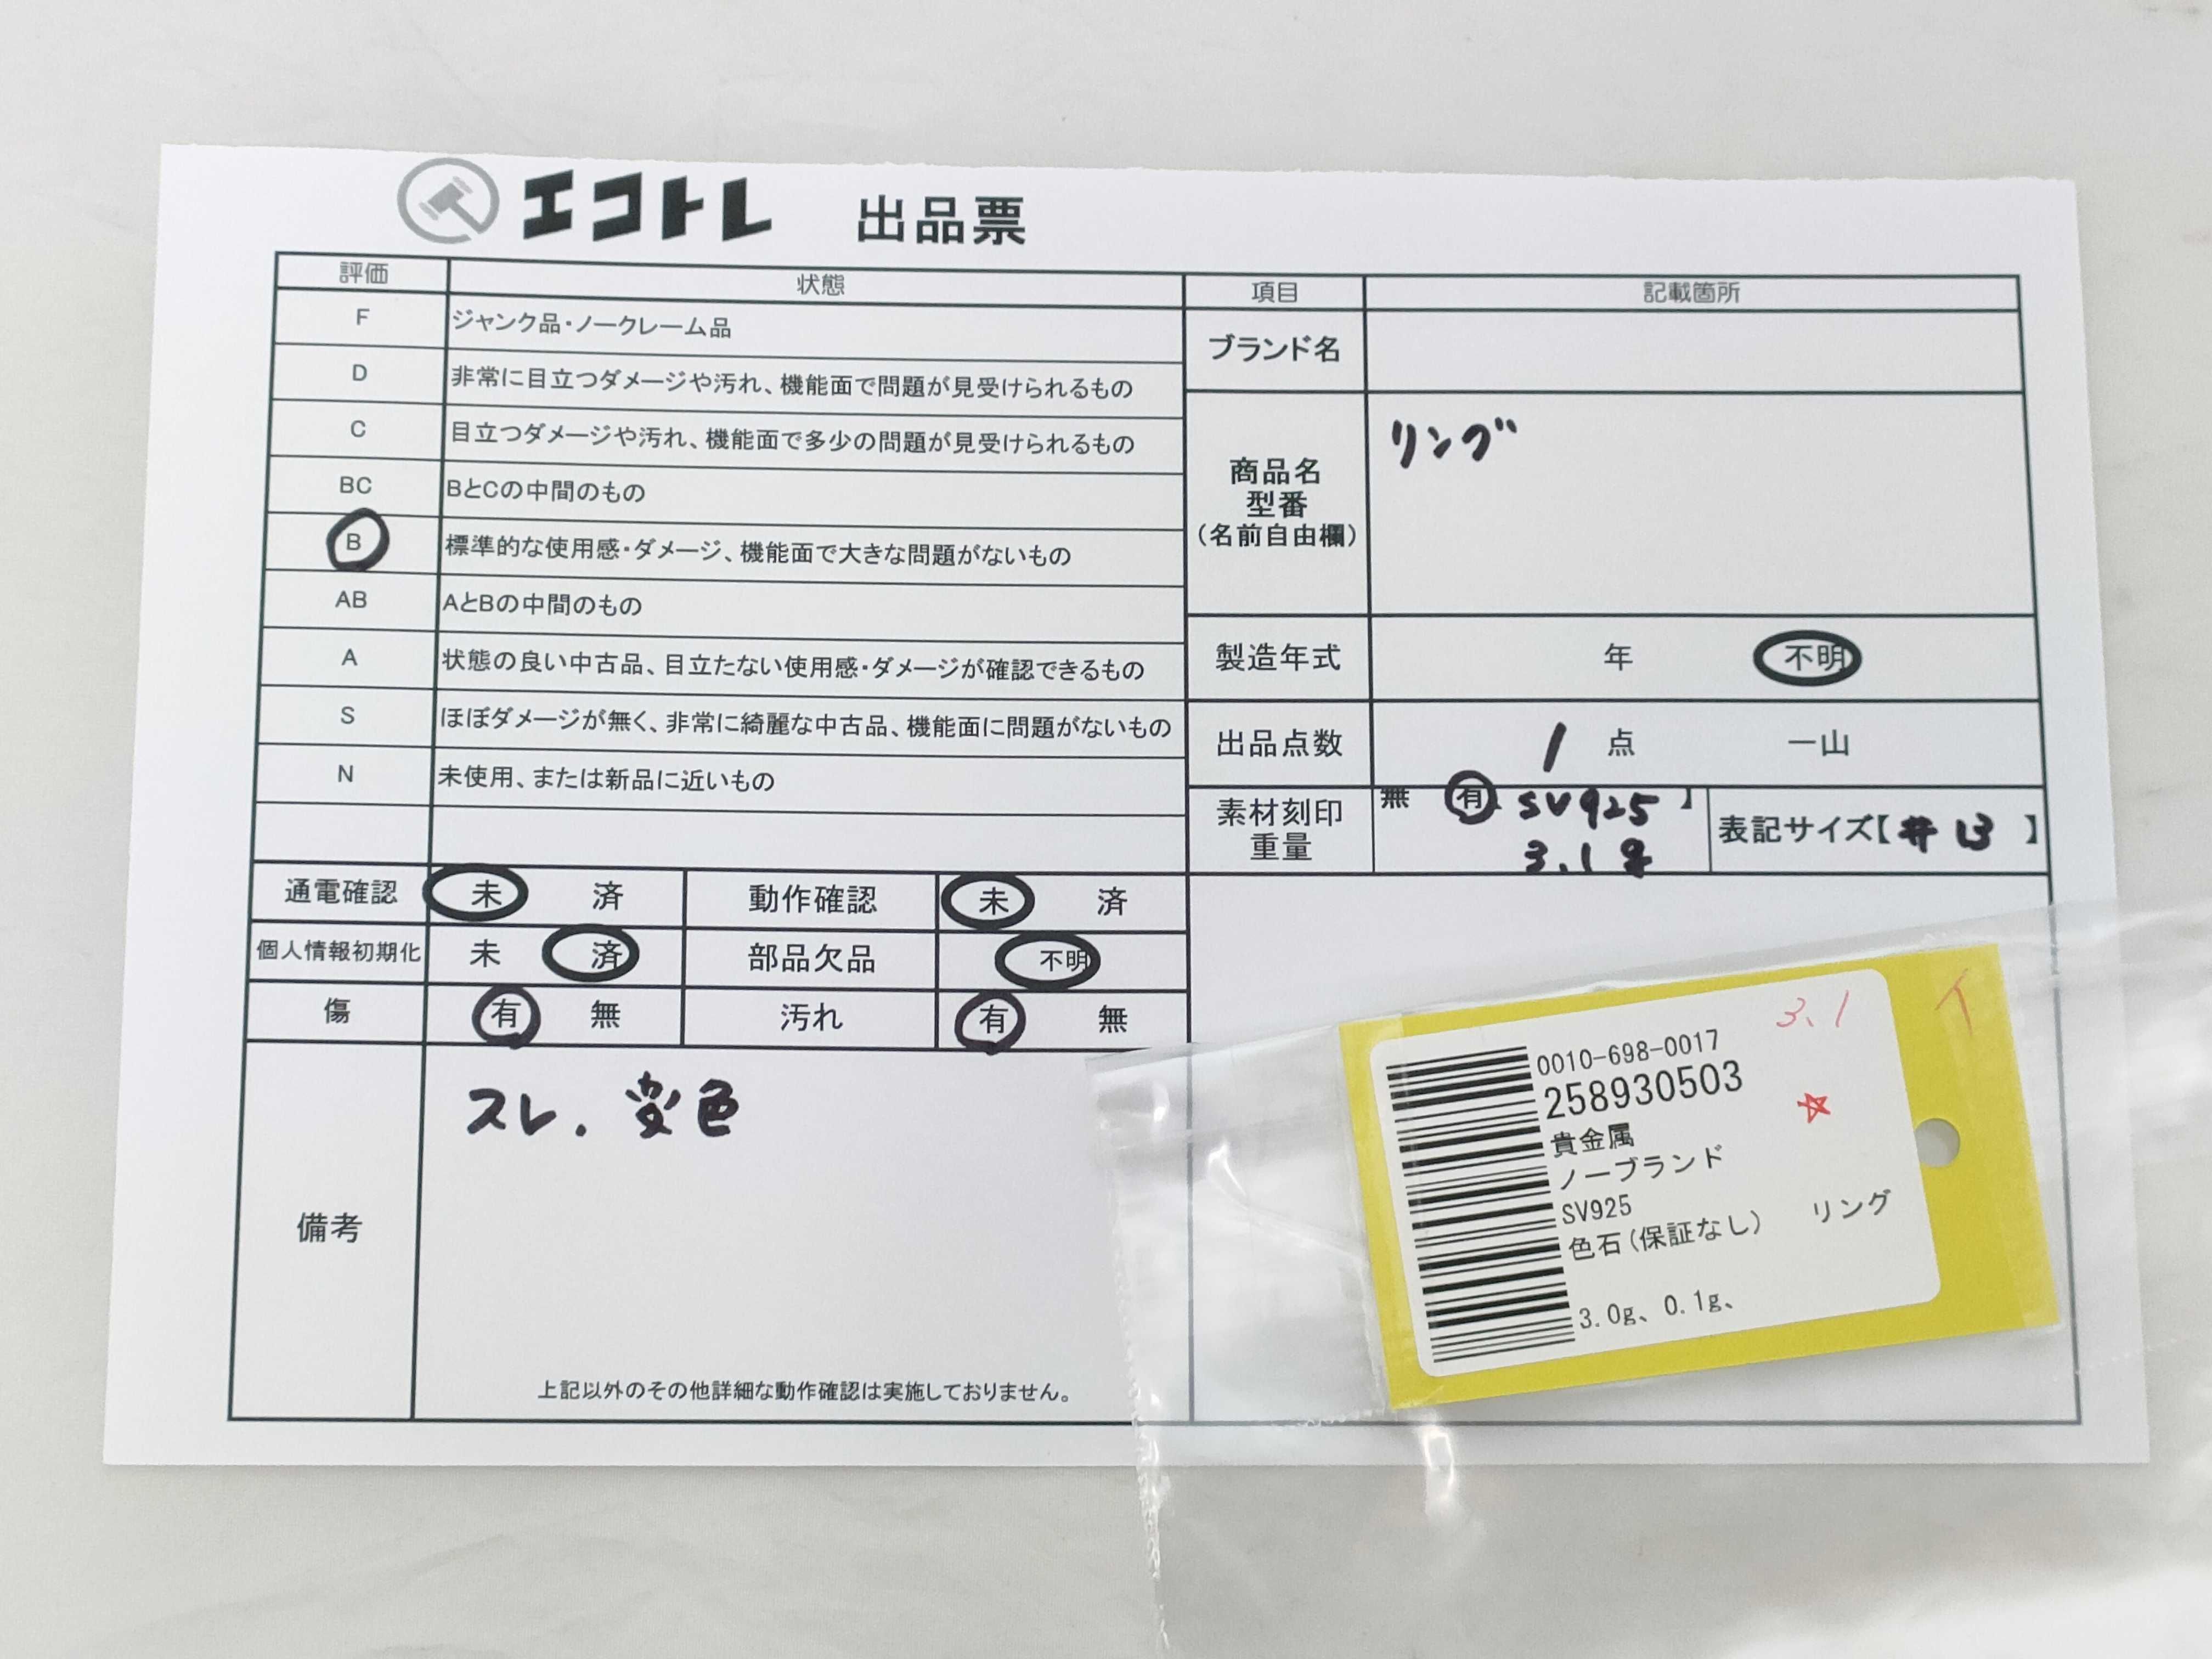 エコトレ 出品票
評価 状態 項目 記載箇所
F ジャンク品・ノークレーム品
D 非常に目立つダメージや汚れ、機能面で問題が見受けられるもの
C 目立つダメージや汚れ、機能面で多少の問題が見受けられるもの
BC BとCの中間のもの
B 標準的な使用感・ダメージ、機能面で大きな問題がないもの
AB AとBの中間のもの
A 状態の良い中古品、目立たない使用感・ダメージが確認できるもの
S ほぼダメージが無く、非常に綺麗な中古品、機能面に問題がないもの
N 未使用、または新品に近いもの
ブランド名
商品名 リング
型番
(名前自由欄)
製造年式 年 不明
出品点数 1 点 一山
素材刻印 無 有【 SV925 】
重量 3.1g
表記サイズ【 #13 】
通電確認 未 済 動作確認 未 済
個人情報初期化 未 済 部品欠品 不明
傷 有 無 汚れ 有 無
備考 スレ. 変色
上記以外のその他詳細な動作確認は実施しておりません。
3.1 イ
0010-698-0017
258930503
貴金属
ノーブランド
SV925
色石(保証なし) リング
3.0g、0.1g、